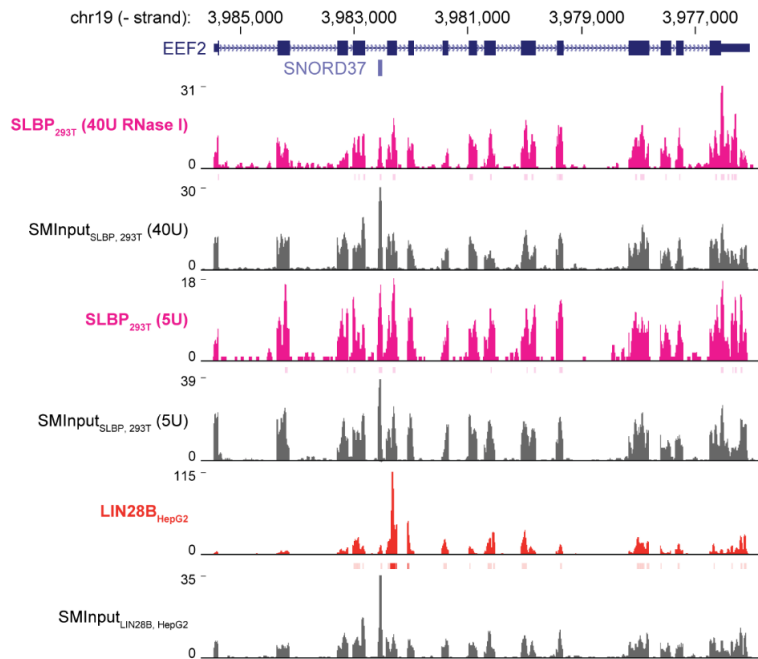 chr19 (- strand): 3,985,000 3,983,000 3,981,000 3,979,000 3,977,000
EEF2
SNORD37
31
SLBP293T (40U RNase I)
0
30
SMInputSLBP, 293T (40U)
0
18
SLBP293T (5U)
0
39
SMInputSLBP, 293T (5U)
0
115
LIN28BHepG2
0
35
SMInputLIN28B, HepG2
0